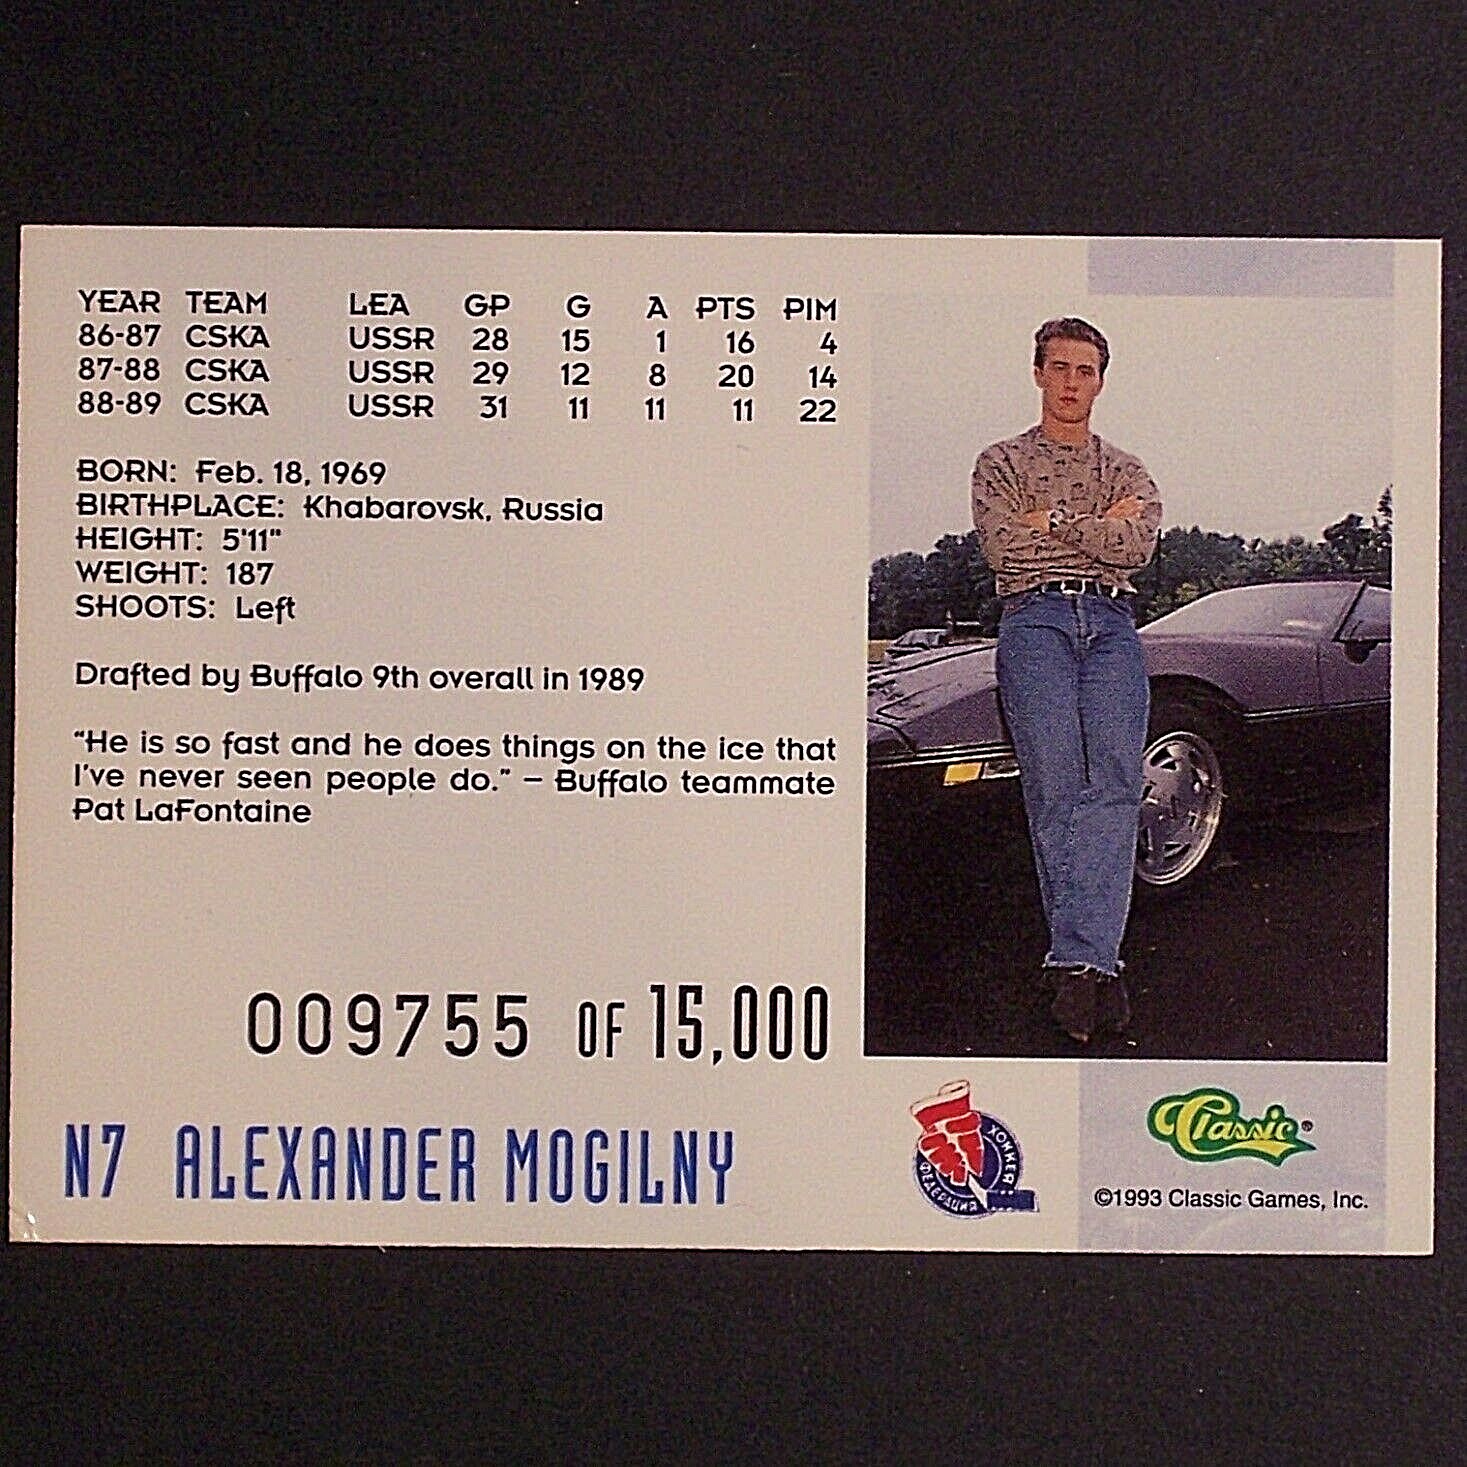 YEAR TEAM LEA GP G A PTS PIM
86-87 CSKA USSR 28 15 1 16 4
87-88 CSKA USSR 29 12 8 20 14
88-89 CSKA USSR 31 11 11 11 22
BORN: Feb. 18, 1969
BIRTHPLACE: Khabarovsk, Russia
HEIGHT: 5'11"
WEIGHT: 187
SHOOTS: Left
Drafted by Buffalo 9th overall in 1989
"He is so fast and he does things on the ice that
I've never seen people do." – Buffalo teammate
Pat LaFontaine
009755 OF 15,000
N7 ALEXANDER MOGILNY
ФЕДЕРАЦИЯ
ХОККЕЯ
Classic®
©1993 Classic Games, Inc.